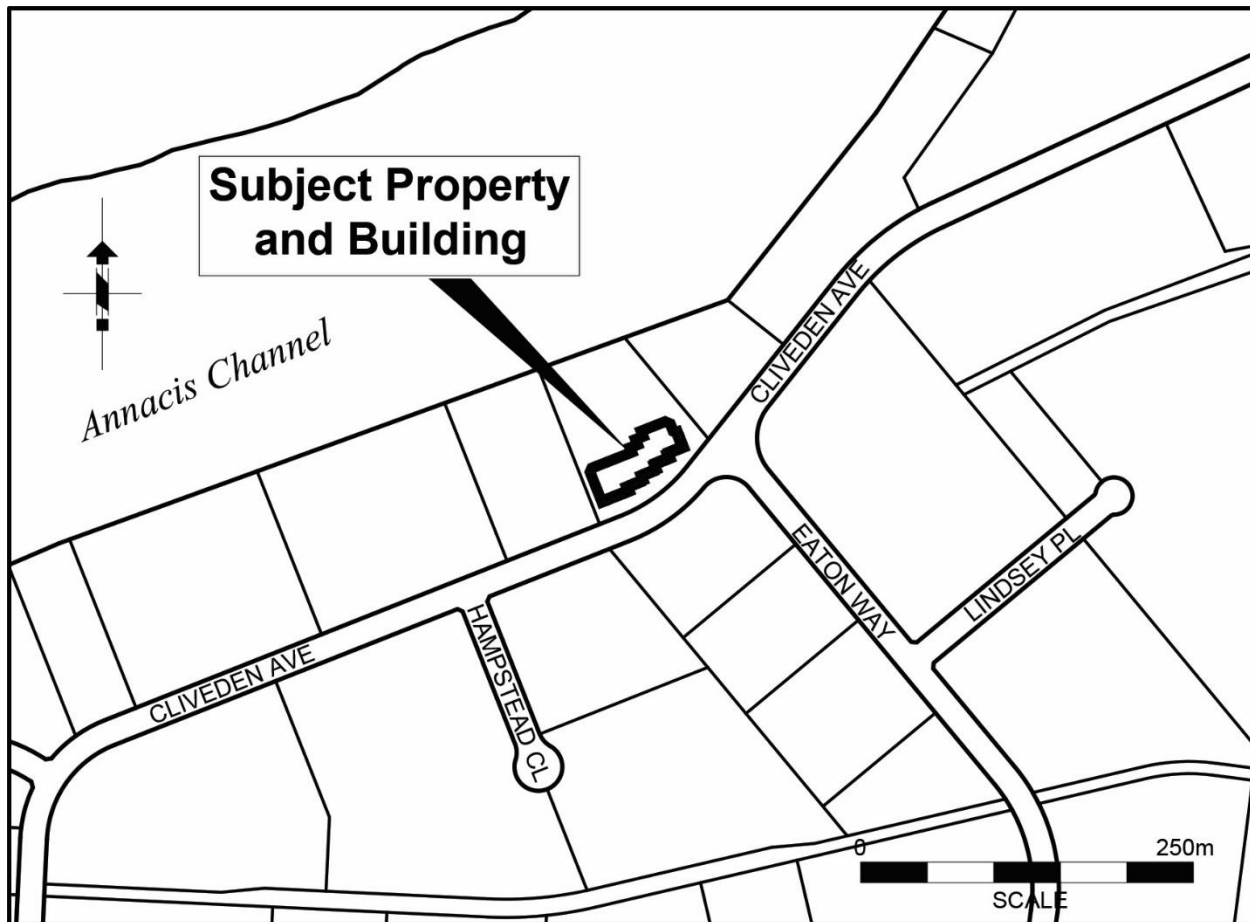 Subject Property
and Building
Annacis Channel
CLIVEDEN AVE
EATON WAY
LINDSEY PL
HAMPSTEAD CL
CLIVEDEN AVE
0 250m
SCALE